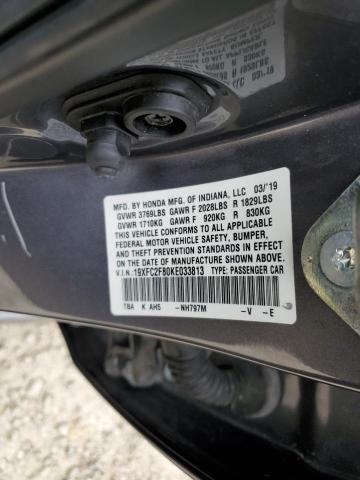 MFD. BY HONDA MFG. OF INDIANA, LLC 03/'19
GVWR 3769LBS GAWR F 2028LBS R 1829LBS
GVWR 1710KG GAWR F 920KG R 830KG
THIS VEHICLE CONFORMS TO ALL APPLICABLE
FEDERAL MOTOR VEHICLE SAFETY, BUMPER,
AND THEFT PREVENTION STANDARDS IN EFFECT
ON THE DATE OF MANUFACTURE SHOWN ABOVE.
V.I.N.:19XFC2F80KE033813 TYPE: PASSENGER CAR
TBA K AH5 –NH797M –V –E